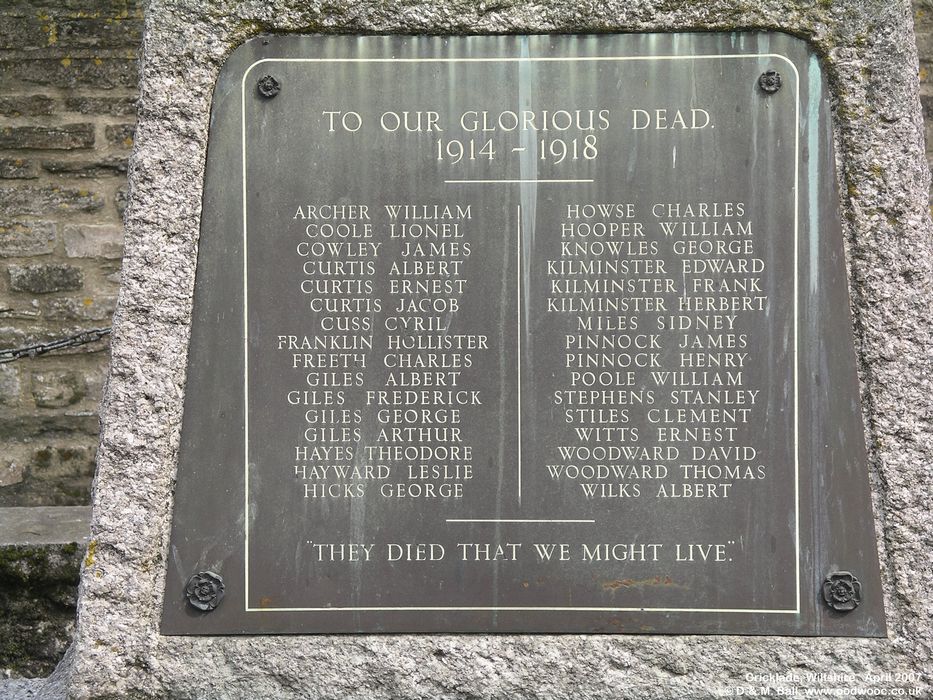 TO OUR GLORIOUS DEAD.
1914 - 1918
ARCHER WILLIAM
COOLE LIONEL
COWLEY JAMES
CURTIS ALBERT
CURTIS ERNEST
CURTIS JACOB
CUSS CYRIL
FRANKLIN HOLLISTER
FREETH CHARLES
GILES ALBERT
GILES FREDERICK
GILES GEORGE
GILES ARTHUR
HAYES THEODORE
HAYWARD LESLIE
HICKS GEORGE
HOWSE CHARLES
HOOPER WILLIAM
KNOWLES GEORGE
KILMINSTER EDWARD
KILMINSTER FRANK
KILMINSTER HERBERT
MILES SIDNEY
PINNOCK JAMES
PINNOCK HENRY
POOLE WILLIAM
STEPHENS STANLEY
STILES CLEMENT
WITTS ERNEST
WOODWARD DAVID
WOODWARD THOMAS
WILKS ALBERT
"THEY DIED THAT WE MIGHT LIVE."
Cricklade, Wiltshire, April 2007
© D & M. Ball, www.oodwooc.co.uk